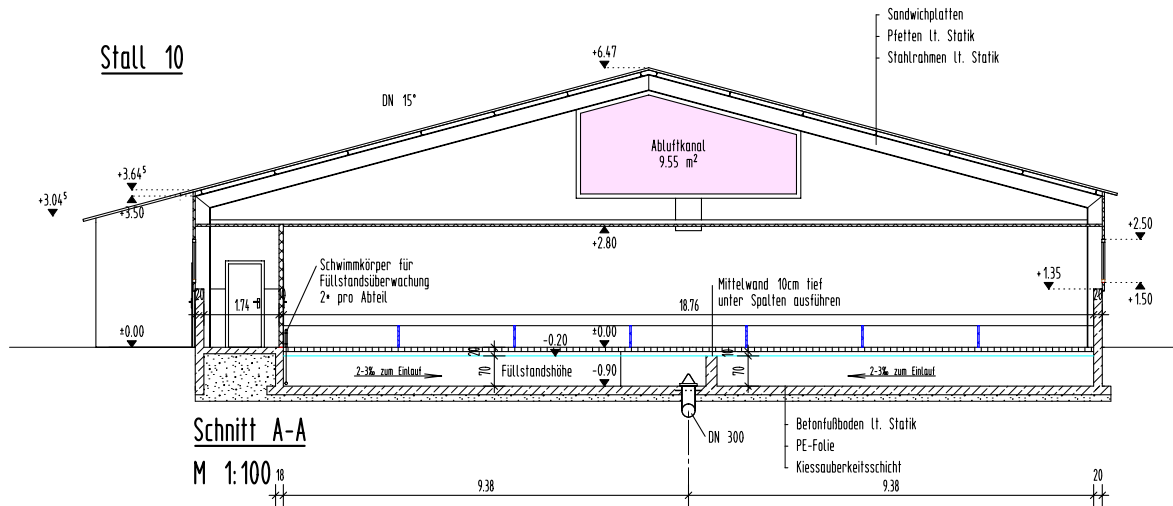 Stall 10
+6.47
Sandwichplatten
Pfetten lt. Statik
Stahlrahmen lt. Statik
DN 15°
Abluftkanal
9.55 m²
+3.64⁵
+3.04⁵
+3.50
+2.80
+2.50
Schwimmkörper für
Füllstandsüberwachung
2* pro Abteil
Mittelwand 10cm tief
unter Spalten ausführen
+1.35
+1.50
1.74
18.76
±0.00
±0.00
-0.20
20
10
70
Füllstandshöhe
-0.90
70
2-3% zum Einlauf
2-3% zum Einlauf
Schnitt A-A
M 1:100
DN 300
Betonfußboden lt. Statik
PE-Folie
Kiessauberkeitsschicht
18
9.38
9.38
20